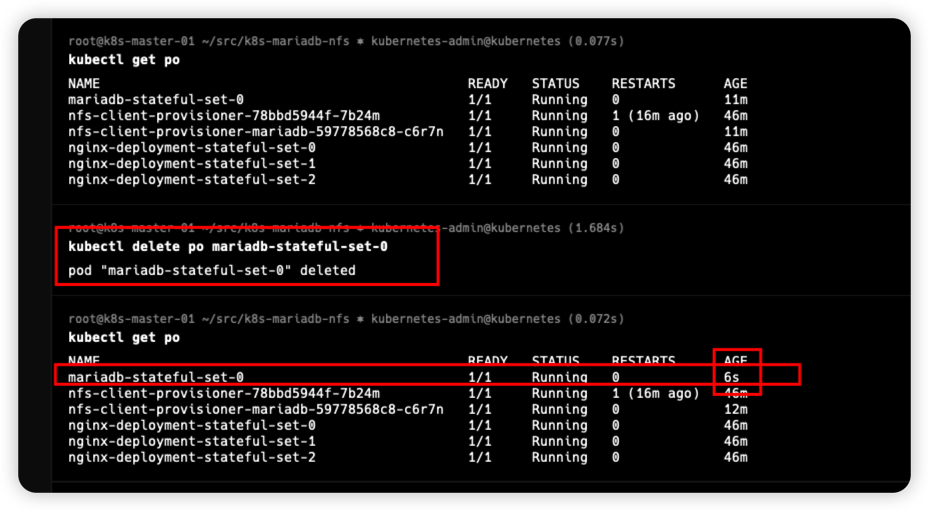 root@k8s-master-01 ~/src/k8s-mariadb-nfs ⎈ kubernetes-admin@kubernetes (0.077s)
kubectl get po
NAME READY STATUS RESTARTS AGE
mariadb-stateful-set-0 1/1 Running 0 11m
nfs-client-provisioner-78bbd5944f-7b24m 1/1 Running 1 (16m ago) 46m
nfs-client-provisioner-mariadb-59778568c8-c6r7n 1/1 Running 0 11m
nginx-deployment-stateful-set-0 1/1 Running 0 46m
nginx-deployment-stateful-set-1 1/1 Running 0 46m
nginx-deployment-stateful-set-2 1/1 Running 0 46m
root@k8s-master-01 ~/src/k8s-mariadb-nfs ⎈ kubernetes-admin@kubernetes (1.684s)
kubectl delete po mariadb-stateful-set-0
pod "mariadb-stateful-set-0" deleted
root@k8s-master-01 ~/src/k8s-mariadb-nfs ⎈ kubernetes-admin@kubernetes (0.072s)
kubectl get po
NAME READY STATUS RESTARTS AGE
mariadb-stateful-set-0 1/1 Running 0 6s
nfs-client-provisioner-78bbd5944f-7b24m 1/1 Running 1 (16m ago) 46m
nfs-client-provisioner-mariadb-59778568c8-c6r7n 1/1 Running 0 12m
nginx-deployment-stateful-set-0 1/1 Running 0 46m
nginx-deployment-stateful-set-1 1/1 Running 0 46m
nginx-deployment-stateful-set-2 1/1 Running 0 46m